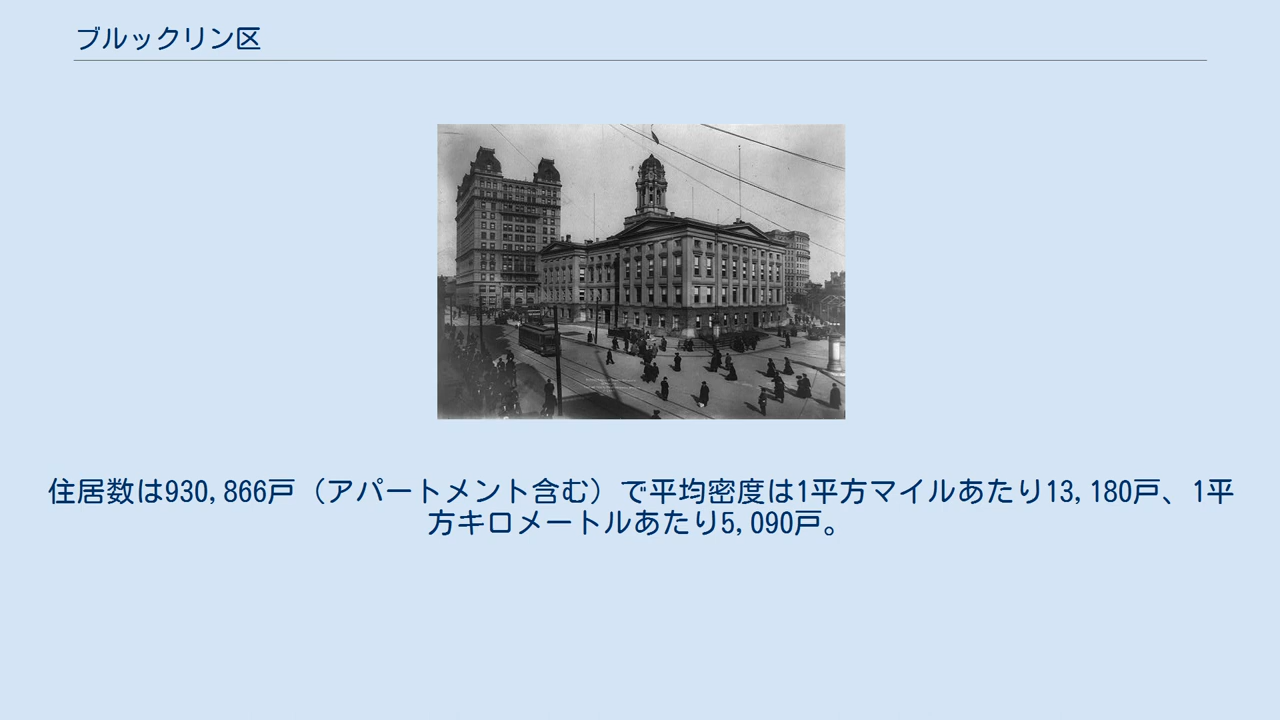 ブルックリン区
住居数は930,866戸（アパートメント含む）で平均密度は1平方マイルあたり13,180戸、1平
方キロメートルあたり5,090戸。